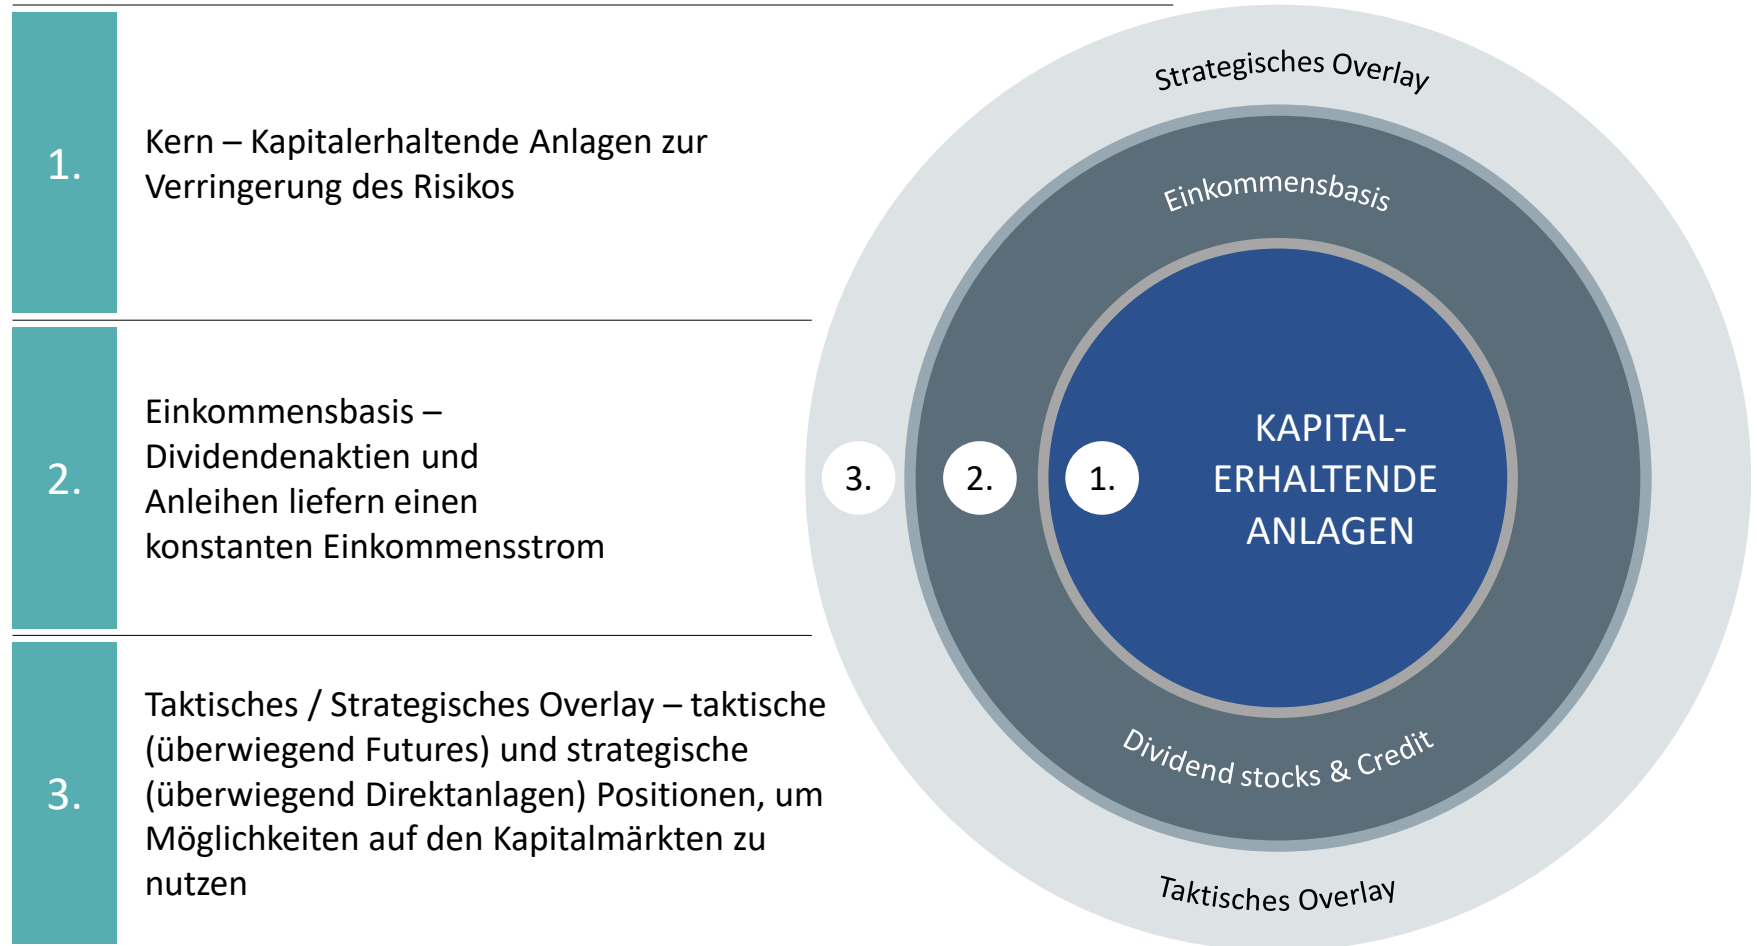 1.
Kern – Kapitalerhaltende Anlagen zur
Verringerung des Risikos
2.
Einkommensbasis –
Dividendenaktien und
Anleihen liefern einen
konstanten Einkommensstrom
3.
Taktisches / Strategisches Overlay – taktische
(überwiegend Futures) und strategische
(überwiegend Direktanlagen) Positionen, um
Möglichkeiten auf den Kapitalmärkten zu
nutzen
Strategisches Overlay
Einkommensbasis
3.
2.
1.
KAPITAL-
ERHALTENDE
ANLAGEN
Dividend stocks & Credit
Taktisches Overlay